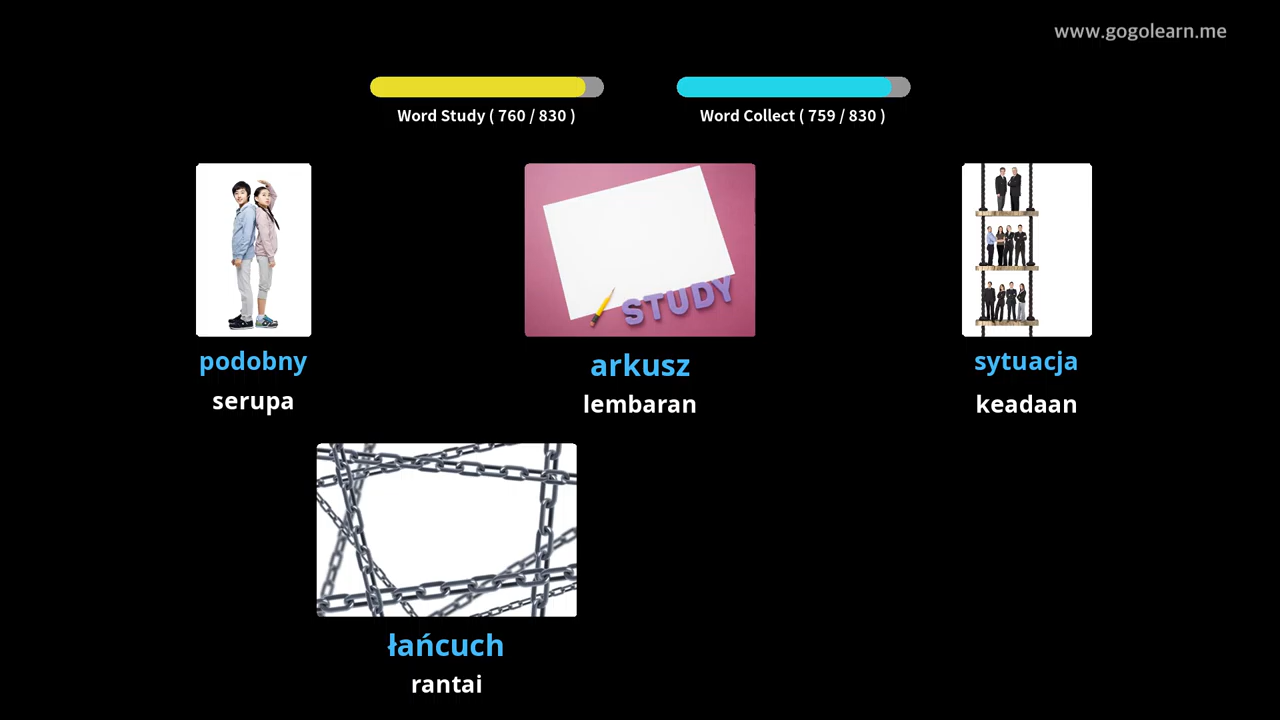 www.gogolearn.me
Word Study ( 760 / 830 )
Word Collect ( 759 / 830 )
STUDY
podobny
serupa
arkusz
lembaran
sytuacja
keadaan
łańcuch
rantai